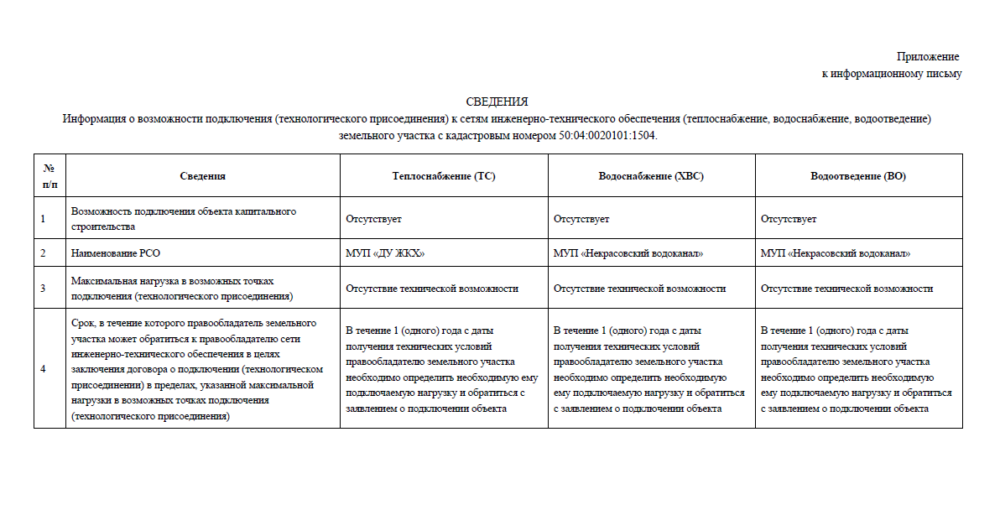 Приложение
к информационному письму
СВЕДЕНИЯ
Информация о возможности подключения (технологического присоединения) к сетям инженерно-технического обеспечения (теплоснабжение, водоснабжение, водоотведение)
земельного участка с кадастровым номером 50:04:0020101:1504.
№
п/п
Сведения
Теплоснабжение (ТС)
Водоснабжение (ХВС)
Водоотведение (ВО)
1
Возможность подключения объекта капитального
строительства
Отсутствует
Отсутствует
Отсутствует
2
Наименование РСО
МУП «ДУ ЖКХ»
МУП «Некрасовский водоканал»
МУП «Некрасовский водоканал»
3
Максимальная нагрузка в возможных точках
подключения (технологического присоединения)
Отсутствие технической возможности
Отсутствие технической возможности
Отсутствие технической возможности
4
Срок, в течение которого правообладатель земельного
участка может обратиться к правообладателю сети
инженерно-технического обеспечения в целях
заключения договора о подключении (технологическом
присоединении) в пределах, указанной максимальной
нагрузки в возможных точках подключения
(технологического присоединения)
В течение 1 (одного) года с даты
получения технических условий
правообладателю земельного участка
необходимо определить необходимую ему
подключаемую нагрузку и обратиться с
заявлением о подключении объекта
В течение 1 (одного) года с даты
получения технических условий
правообладателю земельного участка
необходимо определить необходимую
ему подключаемую нагрузку и обратиться
с заявлением о подключении объекта
В течение 1 (одного) года с даты
получения технических условий
правообладателю земельного участка
необходимо определить необходимую
ему подключаемую нагрузку и обратиться
с заявлением о подключении объекта